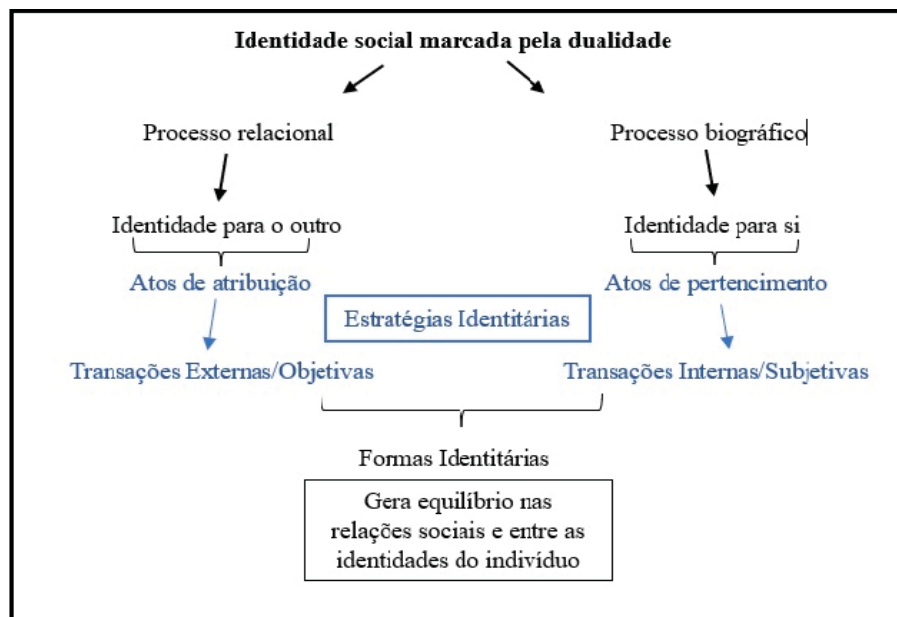 Identidade social marcada pela dualidade
Processo relacional
Processo biográfico
Identidade para o outro
Identidade para si
Atos de atribuição
Atos de pertencimento
Estratégias Identitárias
Transações Externas/Objetivas
Transações Internas/Subjetivas
Formas Identitárias
Gera equilíbrio nas
relações sociais e entre as
identidades do indivíduo